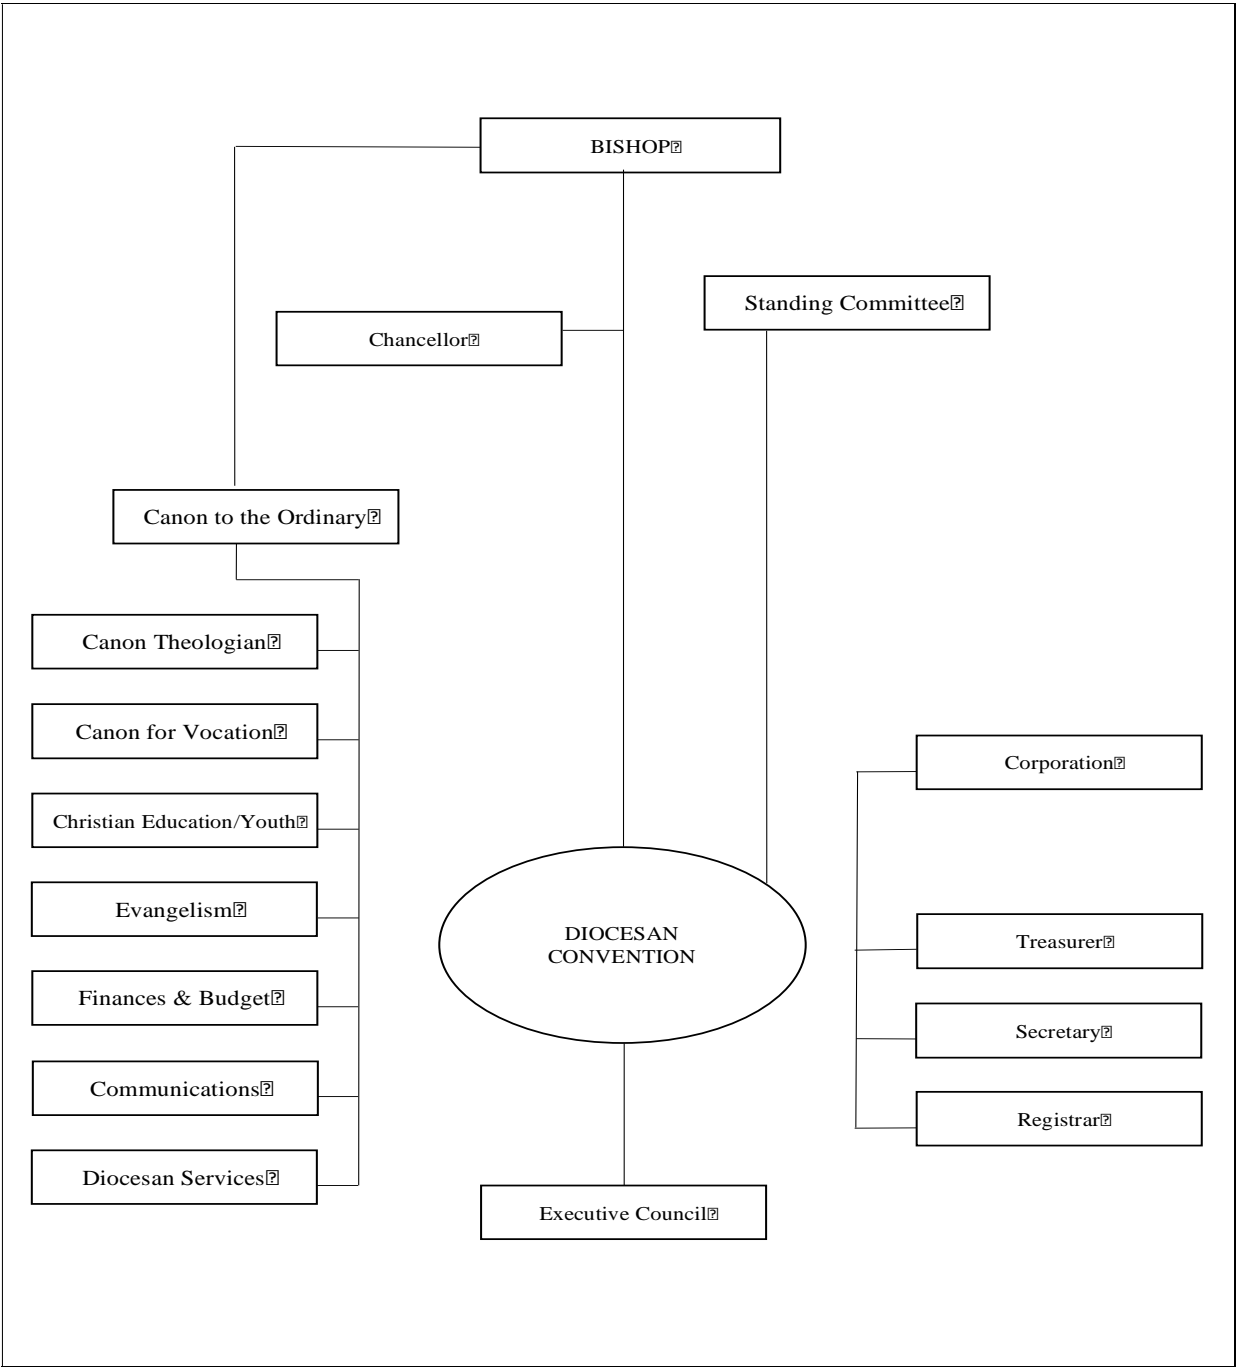 BISHOP
Standing Committee
Chancellor
Canon to the Ordinary
Canon Theologian
Canon for Vocation
Christian Education/Youth
Evangelism
Finances & Budget
Communications
Diocesan Services
DIOCESAN
CONVENTION
Executive Council
Corporation
Treasurer
Secretary
Registrar